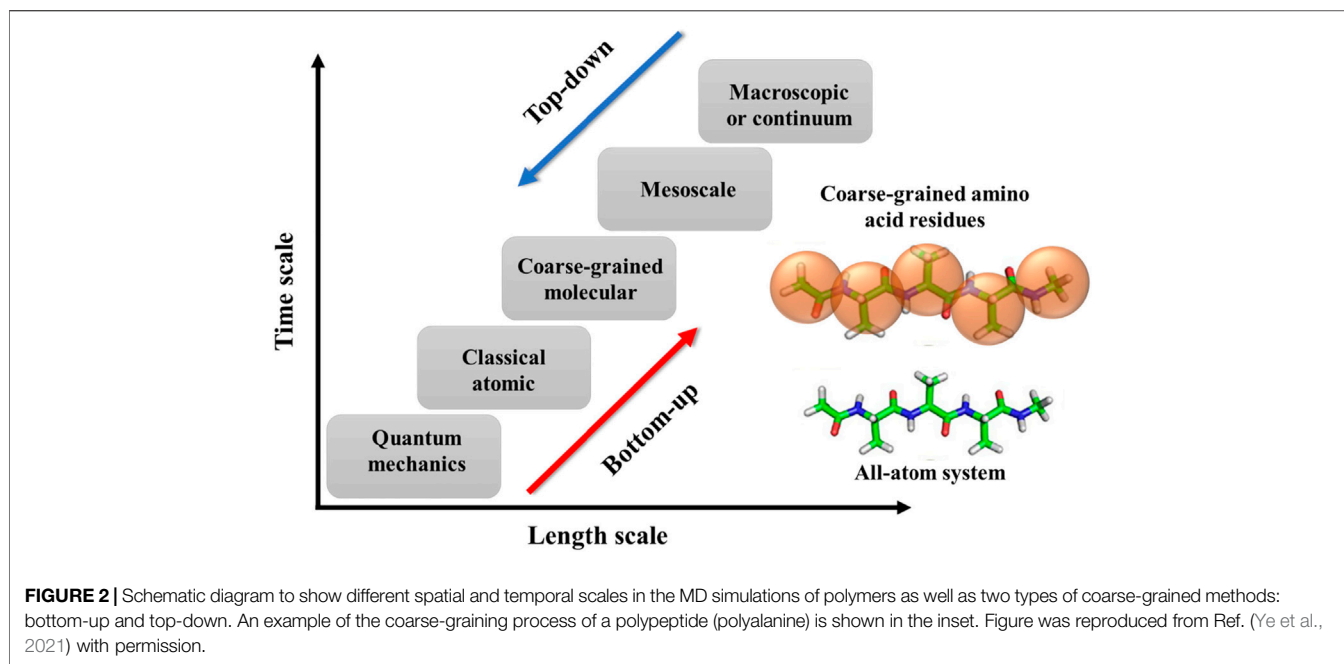 Top-down
Macroscopic
or continuum
Mesoscale
Coarse-grained
molecular
Classical
atomic
Quantum
mechanics
Bottom-up
Time scale
Length scale
Coarse-grained amino
acid residues
All-atom system
FIGURE 2 | Schematic diagram to show different spatial and temporal scales in the MD simulations of polymers as well as two types of coarse-grained methods:
bottom-up and top-down. An example of the coarse-graining process of a polypeptide (polyalanine) is shown in the inset. Figure was reproduced from Ref. (Ye et al.,
2021) with permission.